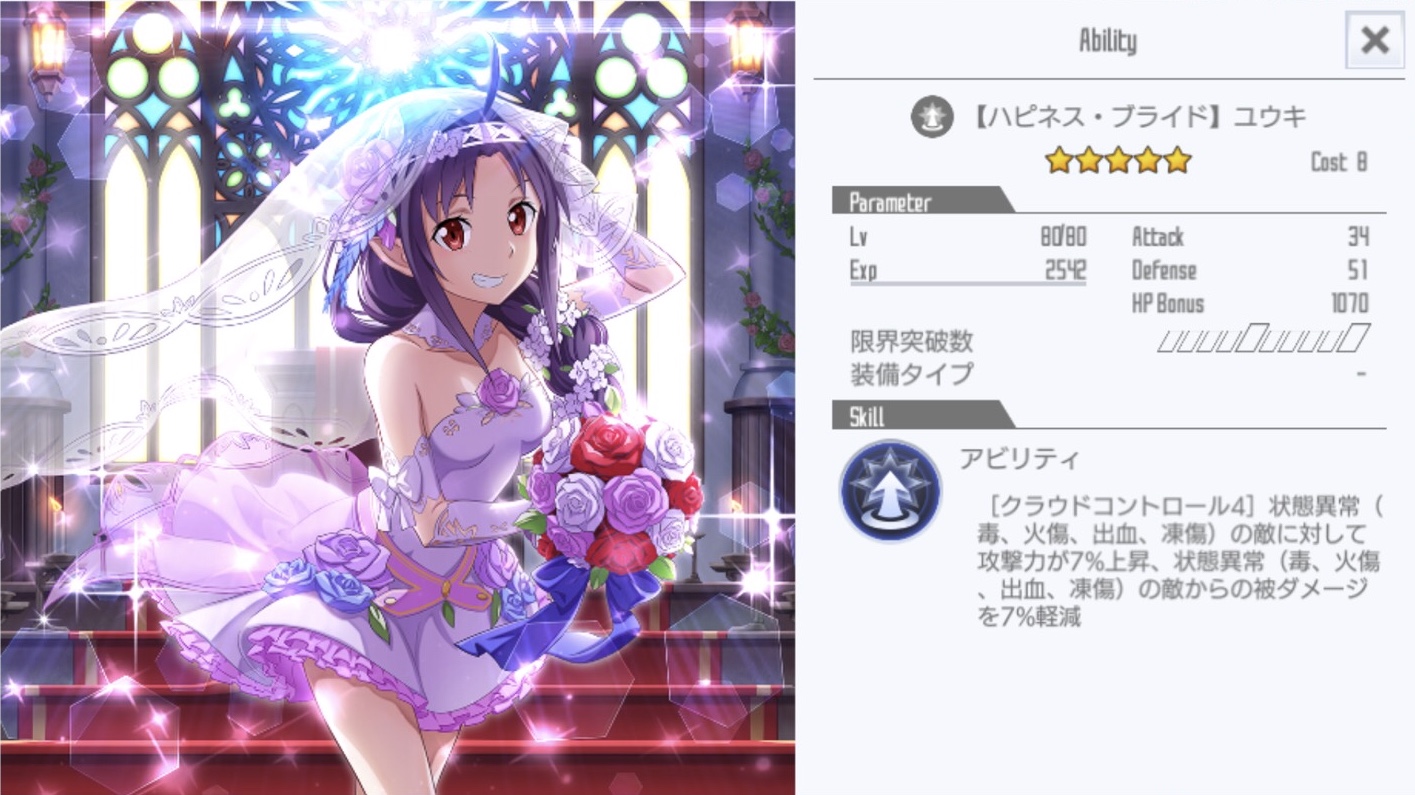 Ability
【ハピネス・ブライド】ユウキ
Cost 8
Parameter
Lv 80/80 Attack 34
Exp 2542 Defense 51
HP Bonus 1070
限界突破数
装備タイプ -
Skill
アビリティ
［クラウドコントロール4］状態異常（
毒、火傷、出血、凍傷）の敵に対して
攻撃力が7%上昇、状態異常（毒、火傷
、出血、凍傷）の敵からの被ダメージ
を7%軽減